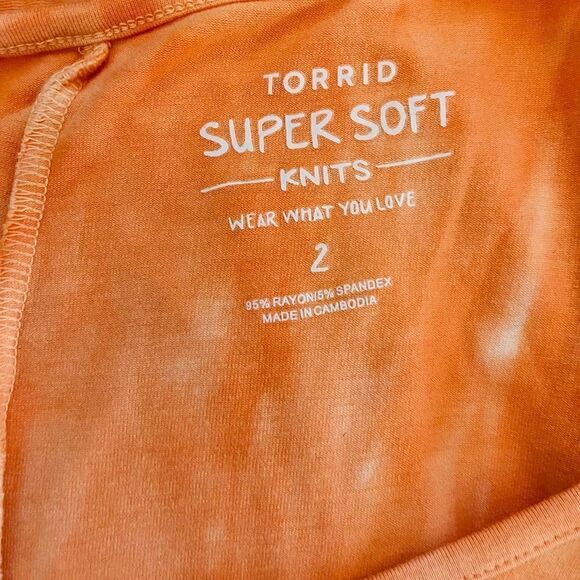 TORRID
SUPER SOFT
KNITS
WEAR WHAT YOU LOVE
2
95% RAYON/5% SPANDEX
MADE IN CAMBODIA